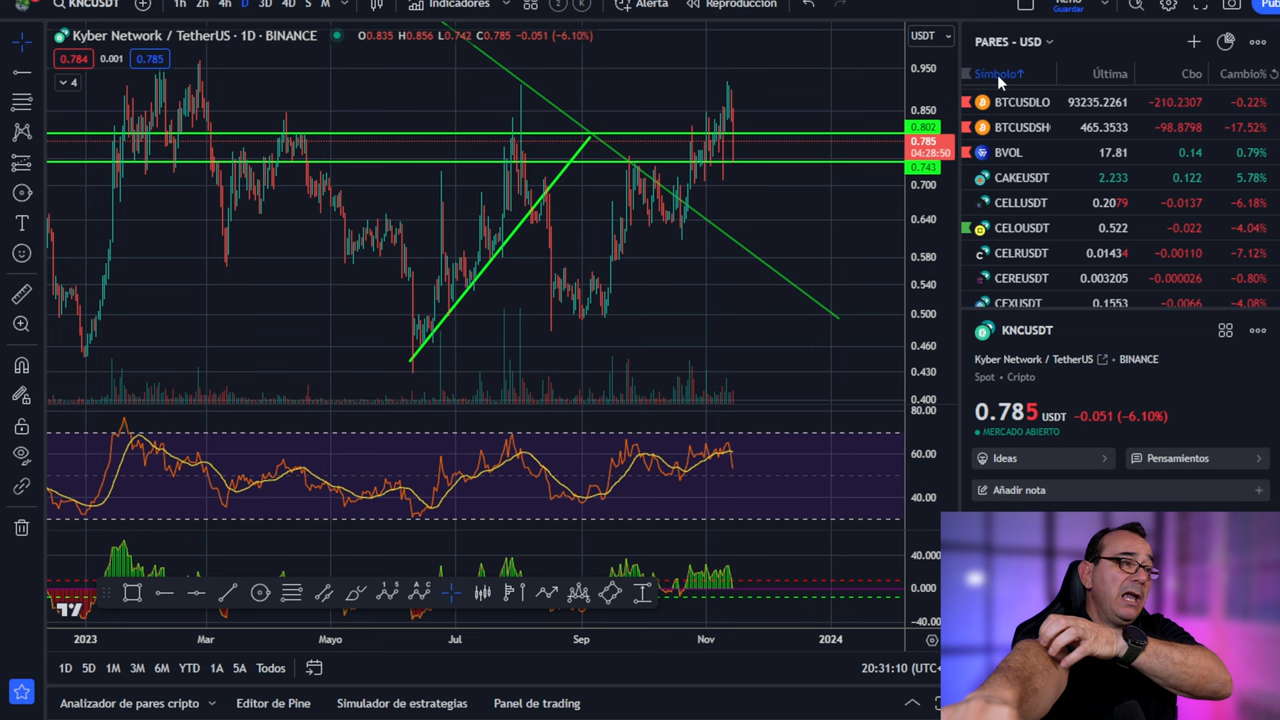 KNCUSDT 1h 2h 4h D 3D 4D S M Indicadores Alerta Reproducción Guardar
Kyber Network / TetherUS · 1D · BINANCE O0.835 H0.856 L0.742 C0.785 -0.051 (-6.10%)
0.784 0.001 0.785
4
USDT
0.950
0.850
0.802
0.785
04:28:50
0.743
0.700
0.640
0.580
0.540
0.500
0.460
0.430
0.400
80.00
60.00
40.00
40.000
0.000
-40.00
2023 Mar Mayo Jul Sep Nov 2024
1D 5D 1M 3M 6M YTD 1A 5A Todos 20:31:10 (UTC
Analizador de pares cripto Editor de Pine Simulador de estrategias Panel de trading
PARES - USD
Símbolo↑ Última Cbo Cambio%
BTCUSDLO 93235.2261 -210.2307 -0.22%
BTCUSDSH 465.3533 -98.8798 -17.52%
BVOL 17.81 0.14 0.79%
CAKEUSDT 2.233 0.122 5.78%
CELLUSDT 0.2079 -0.0137 -6.18%
CELOUSDT 0.522 -0.022 -4.04%
CELRUSDT 0.01434 -0.00110 -7.12%
CEREUSDT 0.003205 -0.000026 -0.80%
CFXUSDT 0.1553 -0.0066 -4.08%
KNCUSDT
Kyber Network / TetherUS • BINANCE
Spot • Cripto
0.785 USDT -0.051 (-6.10%)
MERCADO ABIERTO
Ideas Pensamientos
Añadir nota